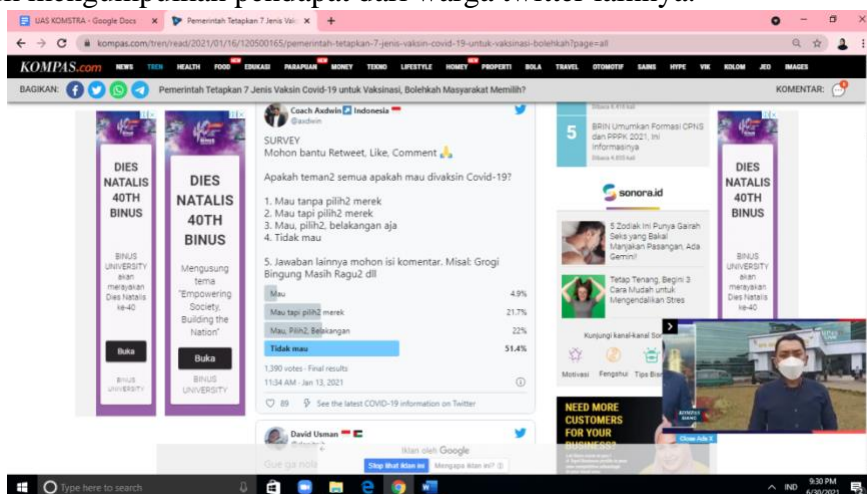 UAS KOMSTRA - Google Docs
Pemerintah Tetapkan 7 Jenis Vak
kompas.com/tren/read/2021/01/16/120500165/pemerintah-tetapkan-7-jenis-vaksin-covid-19-untuk-vaksinasi-bolehkah?page=all
KOMPAS.com NEWS TREN HEALTH FOOD EDUKASI PARAPUAN MONEY TEKNO LIFESTYLE HOMEY PROPERTI BOLA TRAVEL OTOMOTIF SAINS HYPE VIK KOLOM JEO IMAGES
BAGIKAN: Pemerintah Tetapkan 7 Jenis Vaksin Covid-19 untuk Vaksinasi, Bolehkah Masyarakat Memilih? KOMENTAR:
DIES
NATALIS
40TH
BINUS
BINUS
UNIVERSITY
akan
merayakan
Dies Natalis
ke-40
Buka
BINUS
UNIVERSITY
DIES
NATALIS
40TH
BINUS
Mengusung
tema
"Empowering
Society,
Building the
Nation"
Buka
BINUS
UNIVERSITY
Coach Axdwin Indonesia
@axdwin
SURVEY
Mohon bantu Retweet, Like, Comment 🙏
Apakah teman2 semua apakah mau divaksin Covid-19?
1. Mau tanpa pilih2 merek
2. Mau tapi pilih2 merek
3. Mau, pilih2, belakangan aja
4. Tidak mau
5. Jawaban lainnya mohon isi komentar. Misal: Grogi
Bingung Masih Ragu2 dll
Mau 4.9%
Mau tapi pilih2 merek 21.7%
Mau, Pilih2, Belakangan 22%
Tidak mau 51.4%
1,390 votes · Final results
11:34 AM · Jan 13, 2021
89 See the latest COVID-19 information on Twitter
David Usman
Gue ga nola
Iklan oleh Google
Stop lihat iklan ini Mengapa iklan ini?
5 BRIN Umumkan Formasi CPNS
dan PPPK 2021, Ini
Informasinya
sonora.id
5 Zodiak Ini Punya Gairah
Seks yang Bakal
Manjakan Pasangan, Ada
Gemini!
Tetap Tenang, Begini 3
Cara Mudah untuk
Mengendalikan Stres
Kunjungi kanal-kanal So
Motivasi Fengshui Tips Bis
NEED MORE
CUSTOMERS
FOR YOUR
BUSINESS?
DIES
NATALIS
40TH
BINUS
BINUS
UNIVERSITY
akan
merayakan
Dies Natalis
ke-40
KOMPAS
SIANG
Close Ads X
Type here to search
IND
9:30 PM
6/30/2021